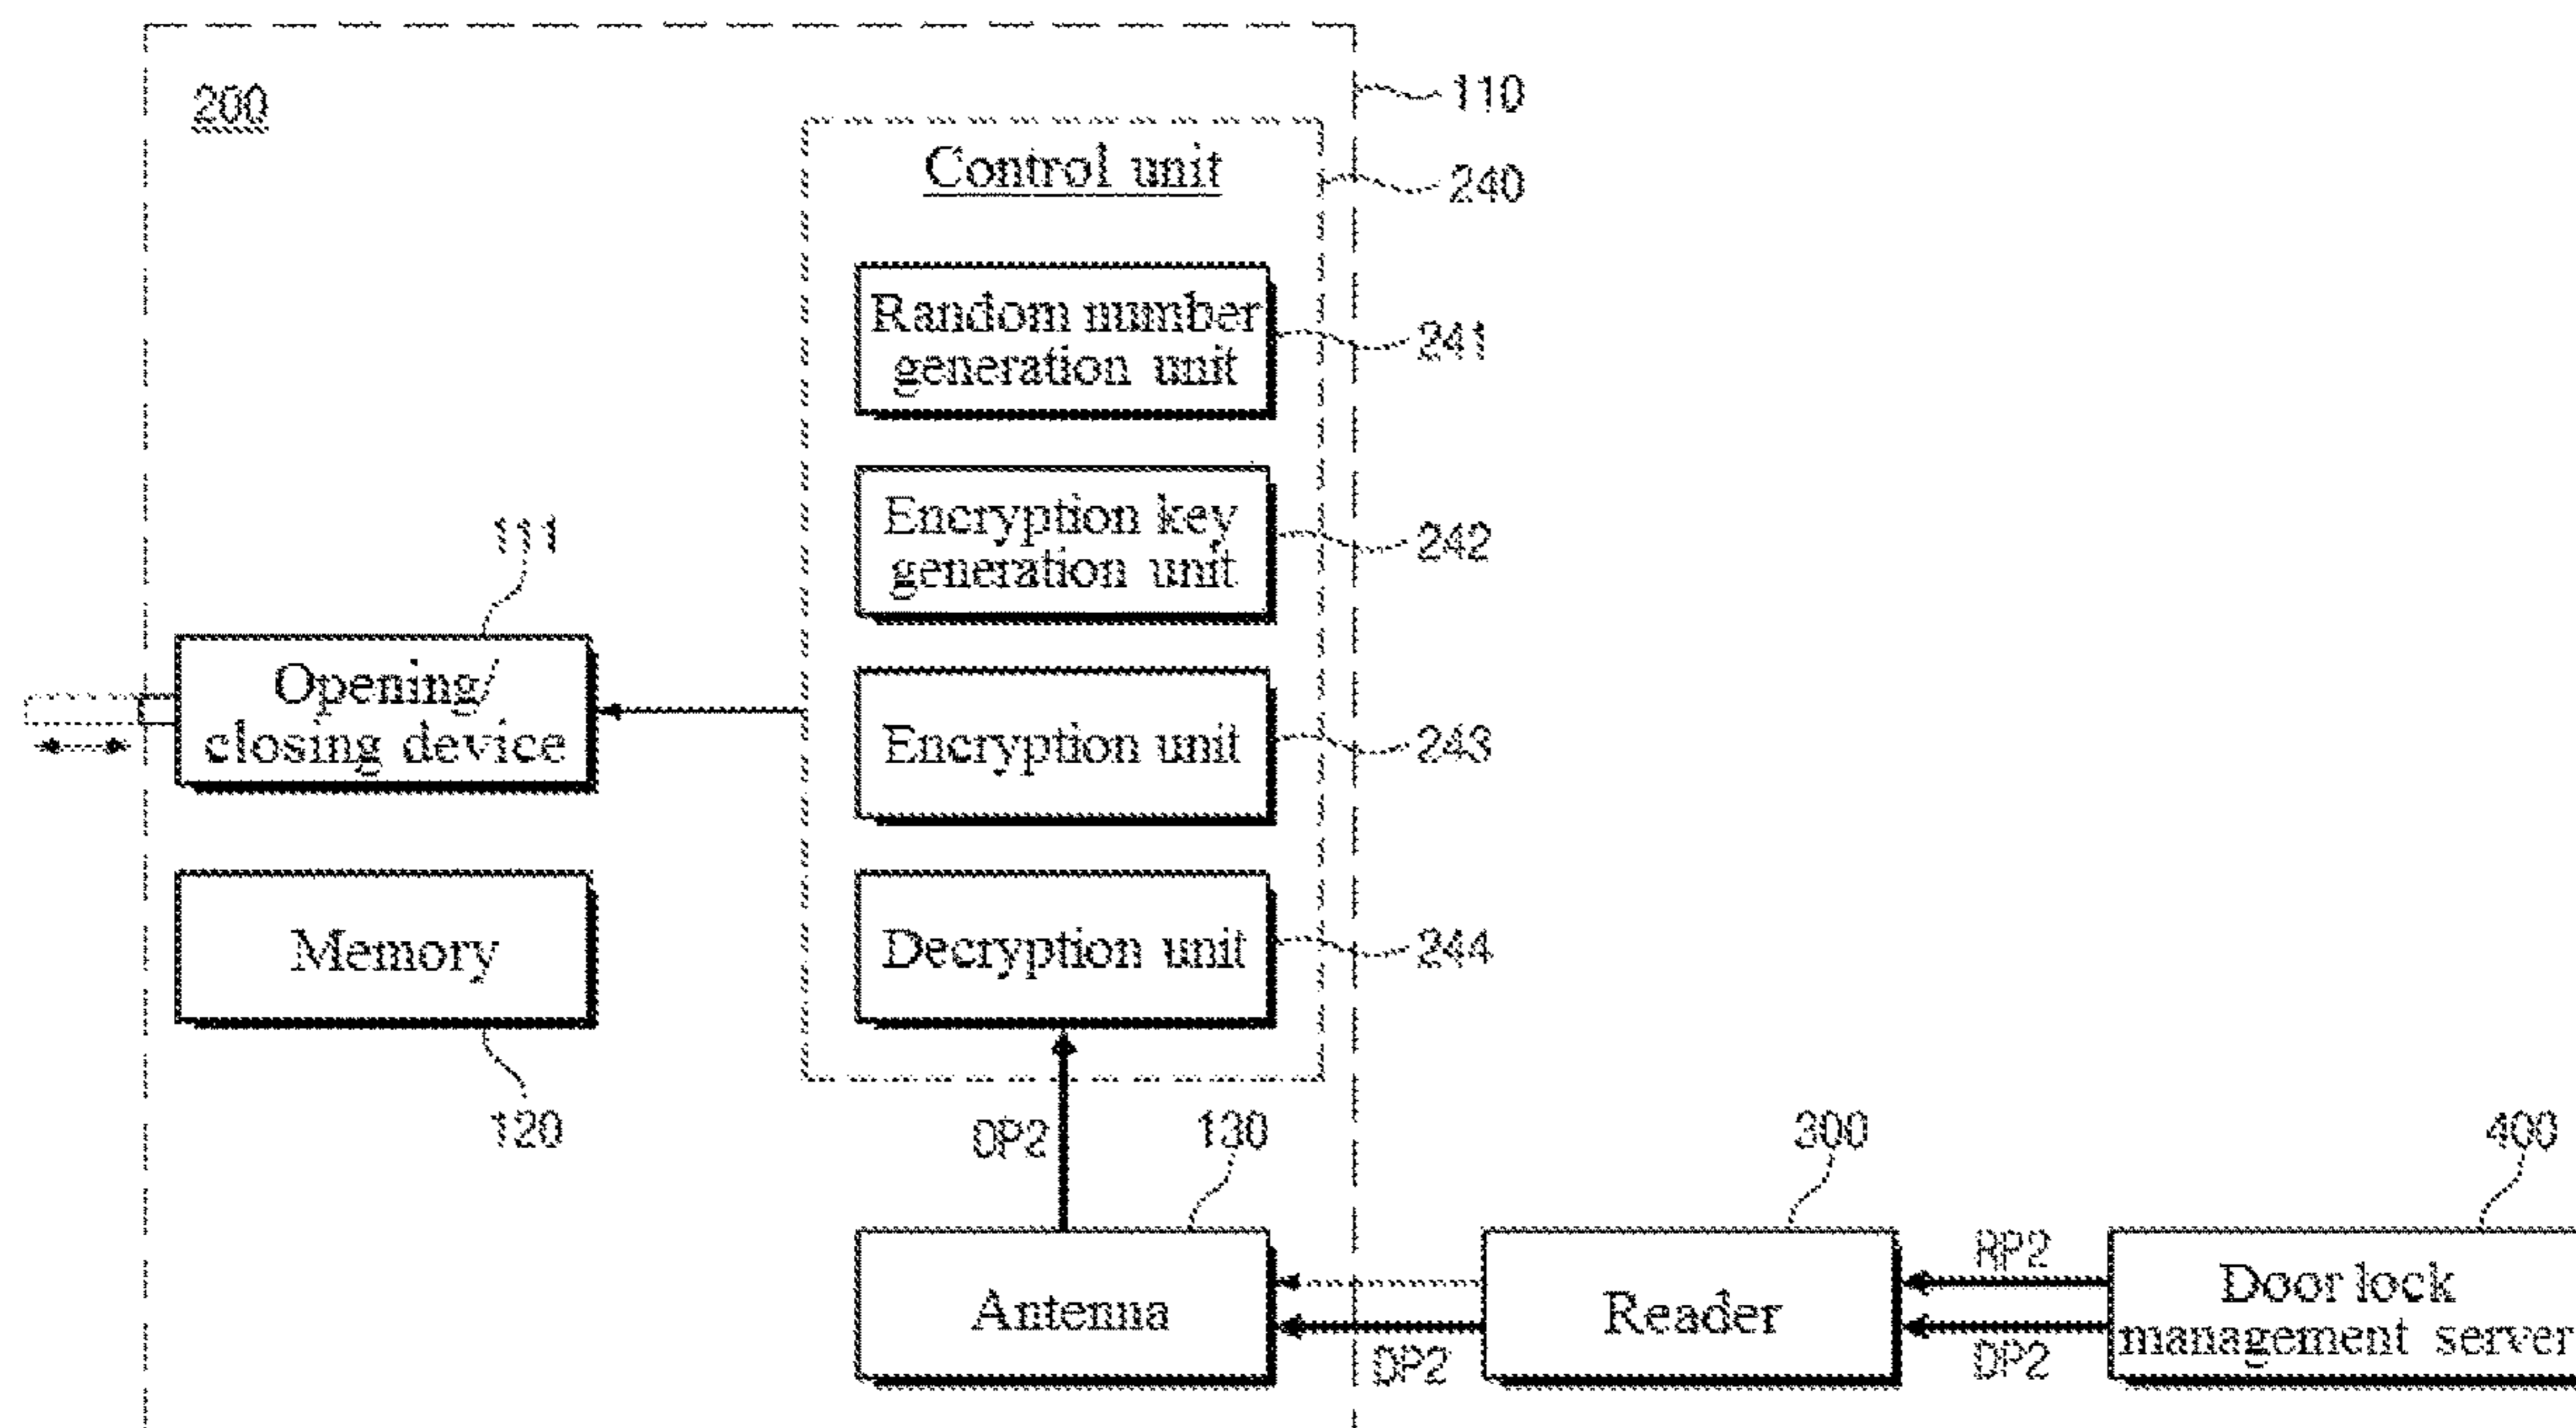 200
110
Control unit
240
Random number
generation unit
241
Encryption key
generation unit
242
111
Opening/
closing device
Encryption unit
243
Memory
Decryption unit
244
120
DP2
130
300
400
Antenna
Reader
RP2
Door lock
management server
DP2
DP2